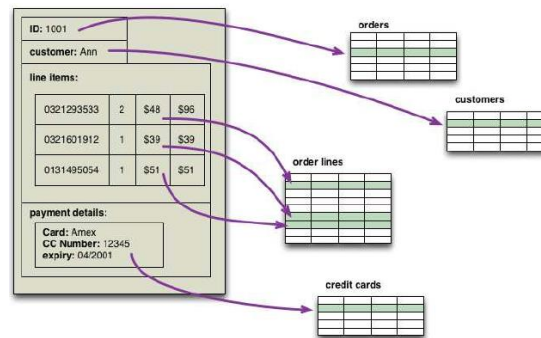 ID: 1001
customer: Ann
line items:
0321293533 2 $48 $96
0321601912 1 $39 $39
0131495054 1 $51 $51
payment details:
Card: Amex
CC Number: 12345
expiry: 04/2001
orders
customers
order lines
credit cards